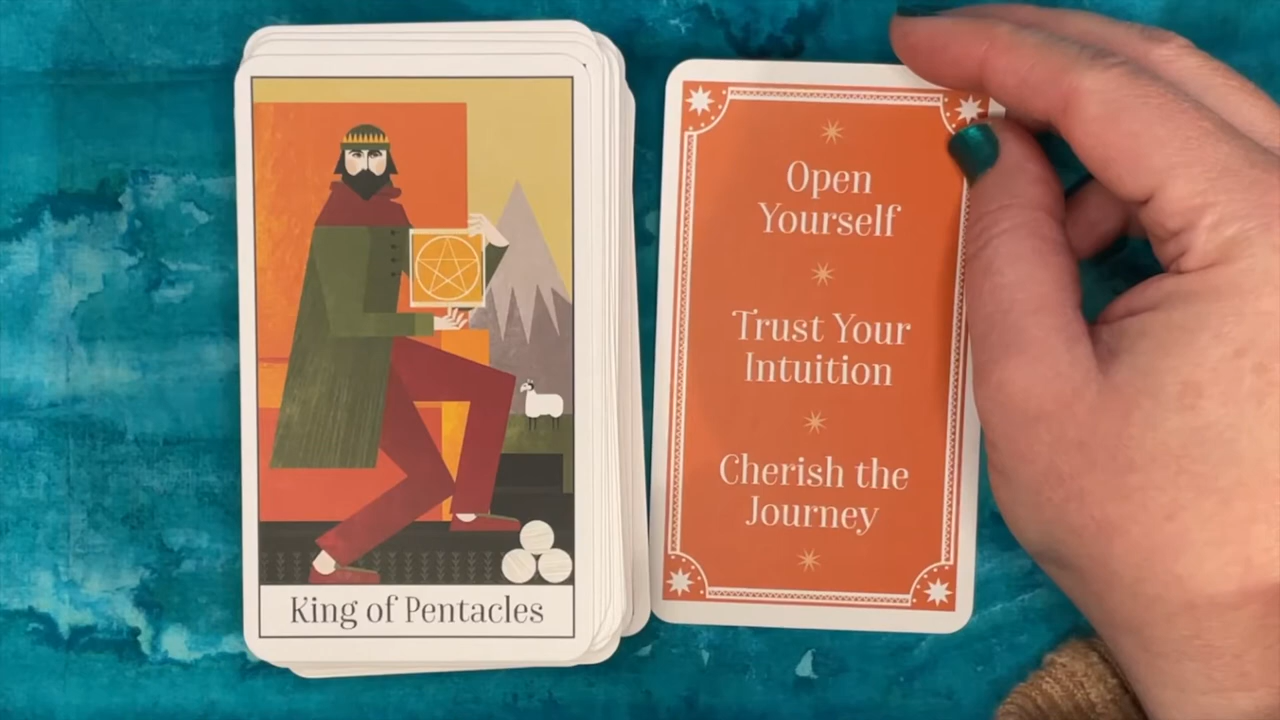 King of Pentacles
Open
Yourself
Trust Your
Intuition
Cherish the
Journey